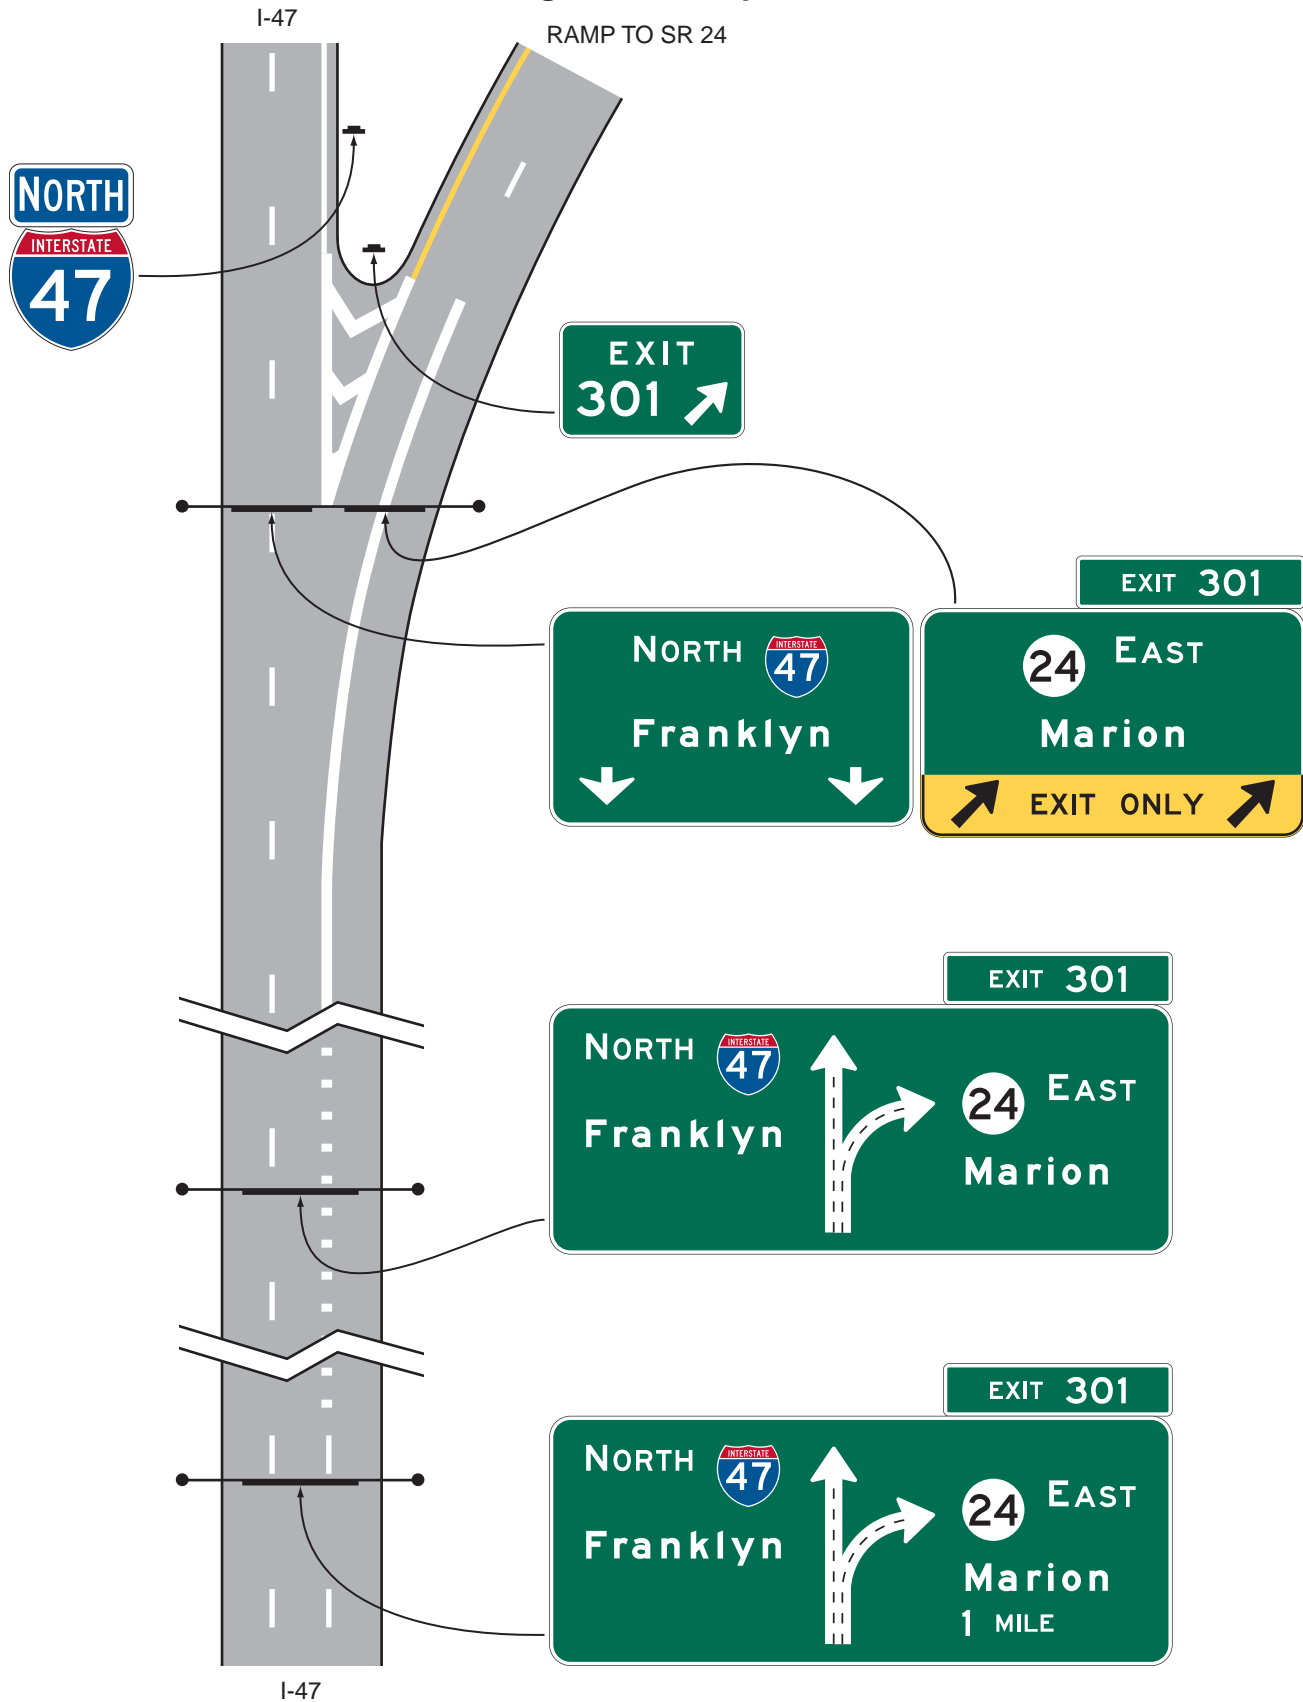 I-47
RAMP TO SR 24
NORTH
INTERSTATE
47
EXIT
301
EXIT 301
NORTH
INTERSTATE
47
Franklyn
24 EAST
Marion
EXIT ONLY
EXIT 301
NORTH
INTERSTATE
47
Franklyn
24 EAST
Marion
EXIT 301
NORTH
INTERSTATE
47
Franklyn
24 EAST
Marion
1 MILE
I-47